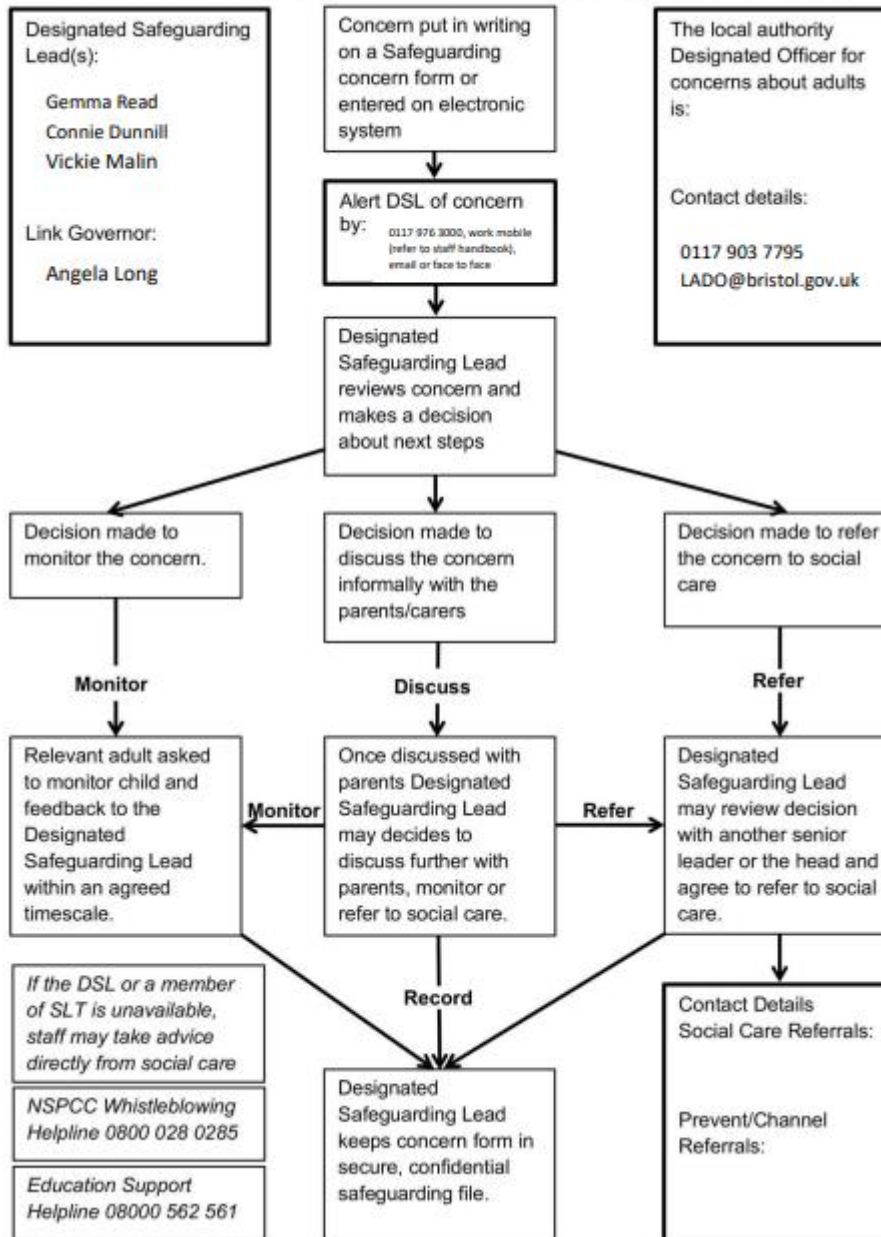 Designated Safeguarding
Lead(s):
Gemma Read
Connie Dunnill
Vickie Malin
Link Governor:
Angela Long
Concern put in writing
on a Safeguarding
concern form or
entered on electronic
system
The local authority
Designated Officer for
concerns about adults
is:
Contact details:
0117 903 7795
LADO@bristol.gov.uk
Alert DSL of concern
by:
0117 976 3000, work mobile
(refer to staff handbook),
email or face to face
Designated
Safeguarding Lead
reviews concern and
makes a decision
about next steps
Decision made to
monitor the concern.
Decision made to
discuss the concern
informally with the
parents/carers
Decision made to refer
the concern to social
care
Monitor
Discuss
Refer
Relevant adult asked
to monitor child and
feedback to the
Designated
Safeguarding Lead
within an agreed
timescale.
Monitor
Once discussed with
parents Designated
Safeguarding Lead
may decides to
discuss further with
parents, monitor or
refer to social care.
Refer
Designated
Safeguarding Lead
may review decision
with another senior
leader or the head and
agree to refer to social
care.
If the DSL or a member
of SLT is unavailable,
staff may take advice
directly from social care
NSPCC Whistleblowing
Helpline 0800 028 0285
Education Support
Helpline 08000 562 561
Record
Designated
Safeguarding Lead
keeps concern form in
secure, confidential
safeguarding file.
Contact Details
Social Care Referrals:
Prevent/Channel
Referrals: